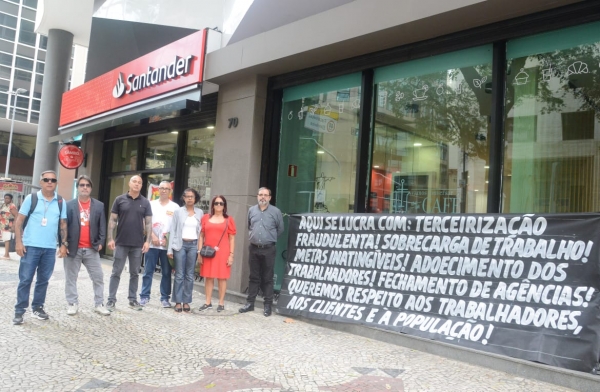 Santander
70
CAFÉ
AQUI SE LUCRA COM: TERCEIRIZAÇÃO
FRAUDULENTA! SOBRECARGA DE TRABALHO!
METAS INATINGÍVEIS! ADOECIMENTO DOS
TRABALHADORES! FECHAMENTO DE AGÊNCIAS!
QUEREMOS RESPEITO AOS TRABALHADORES,
AOS CLIENTES E A POPULAÇÃO!